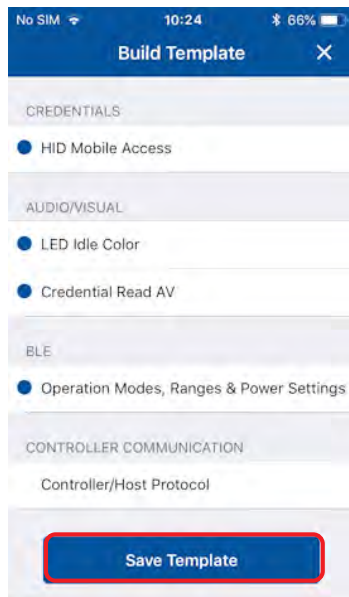 No SIM 10:24 66%
Build Template
CREDENTIALS
HID Mobile Access
AUDIO/VISUAL
LED Idle Color
Credential Read AV
BLE
Operation Modes, Ranges & Power Settings
CONTROLLER COMMUNICATION
Controller/Host Protocol
Save Template